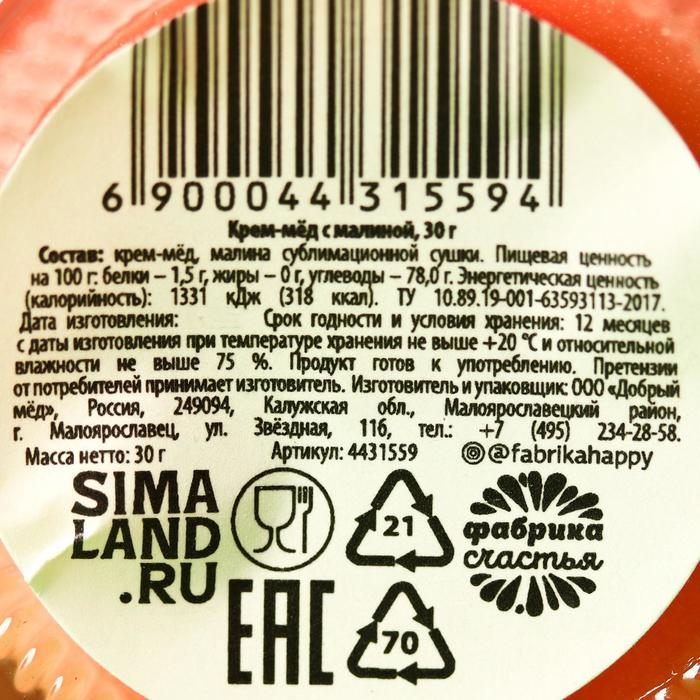 6 900044 315594
Крем-мёд с малиной, 30 г
Состав: крем-мёд, малина сублимационной сушки. Пищевая ценность
на 100 г: белки – 1,5 г, жиры – 0 г, углеводы – 78,0 г. Энергетическая ценность
(калорийность): 1331 кДж (318 ккал). ТУ 10.89.19-001-63593113-2017.
Дата изготовления: Срок годности и условия хранения: 12 месяцев
с даты изготовления при температуре хранения не выше +20 °С и относительной
влажности не выше 75 %. Продукт готов к употреблению. Претензии
от потребителей принимает изготовитель. Изготовитель и упаковщик: ООО «Добрый
мёд», Россия, 249094, Калужская обл., Малоярославецкий район,
г. Малоярославец, ул. Звёздная, 11б, тел.: +7 (495) 234-28-58.
Масса нетто: 30 г Артикул: 4431559 @fabrikahappy
SIMA
LAND
.RU
21
фабрика
счастья
EAC
70